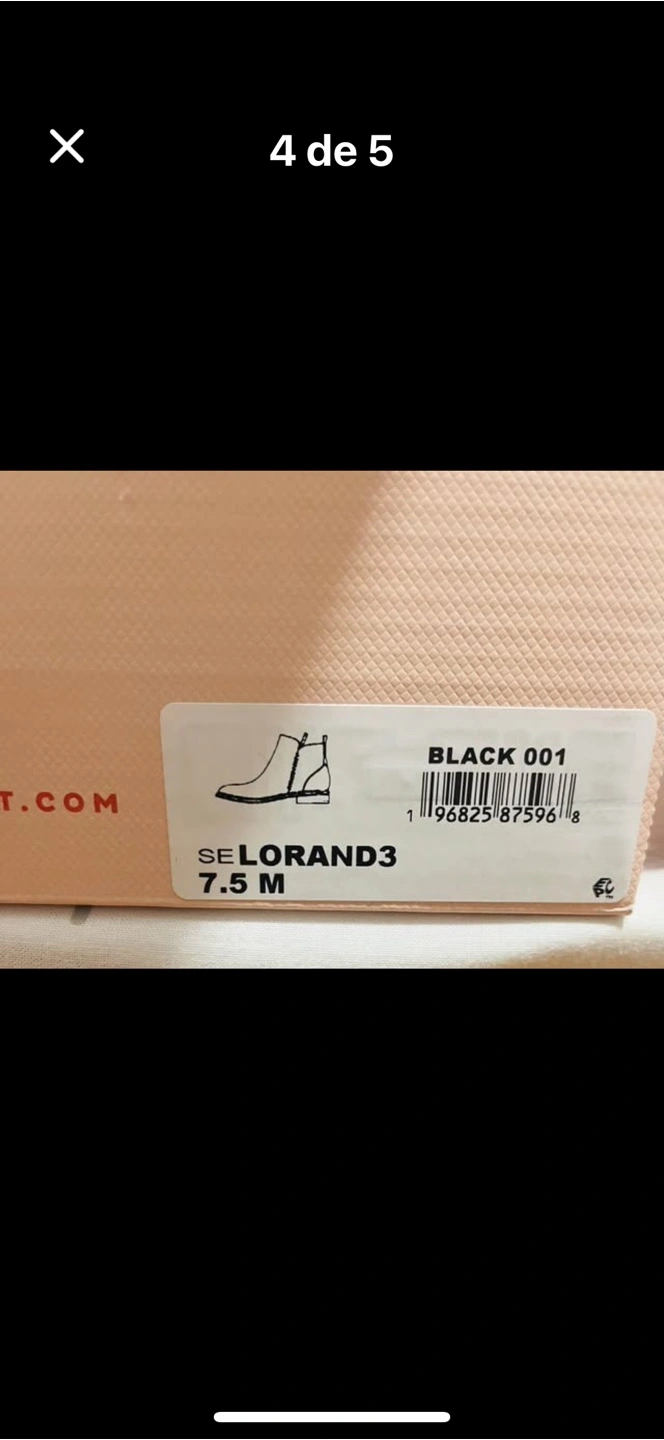 4 de 5
T.COM
BLACK 001
1 96825 87596 8
SE LORAND3
7.5 M